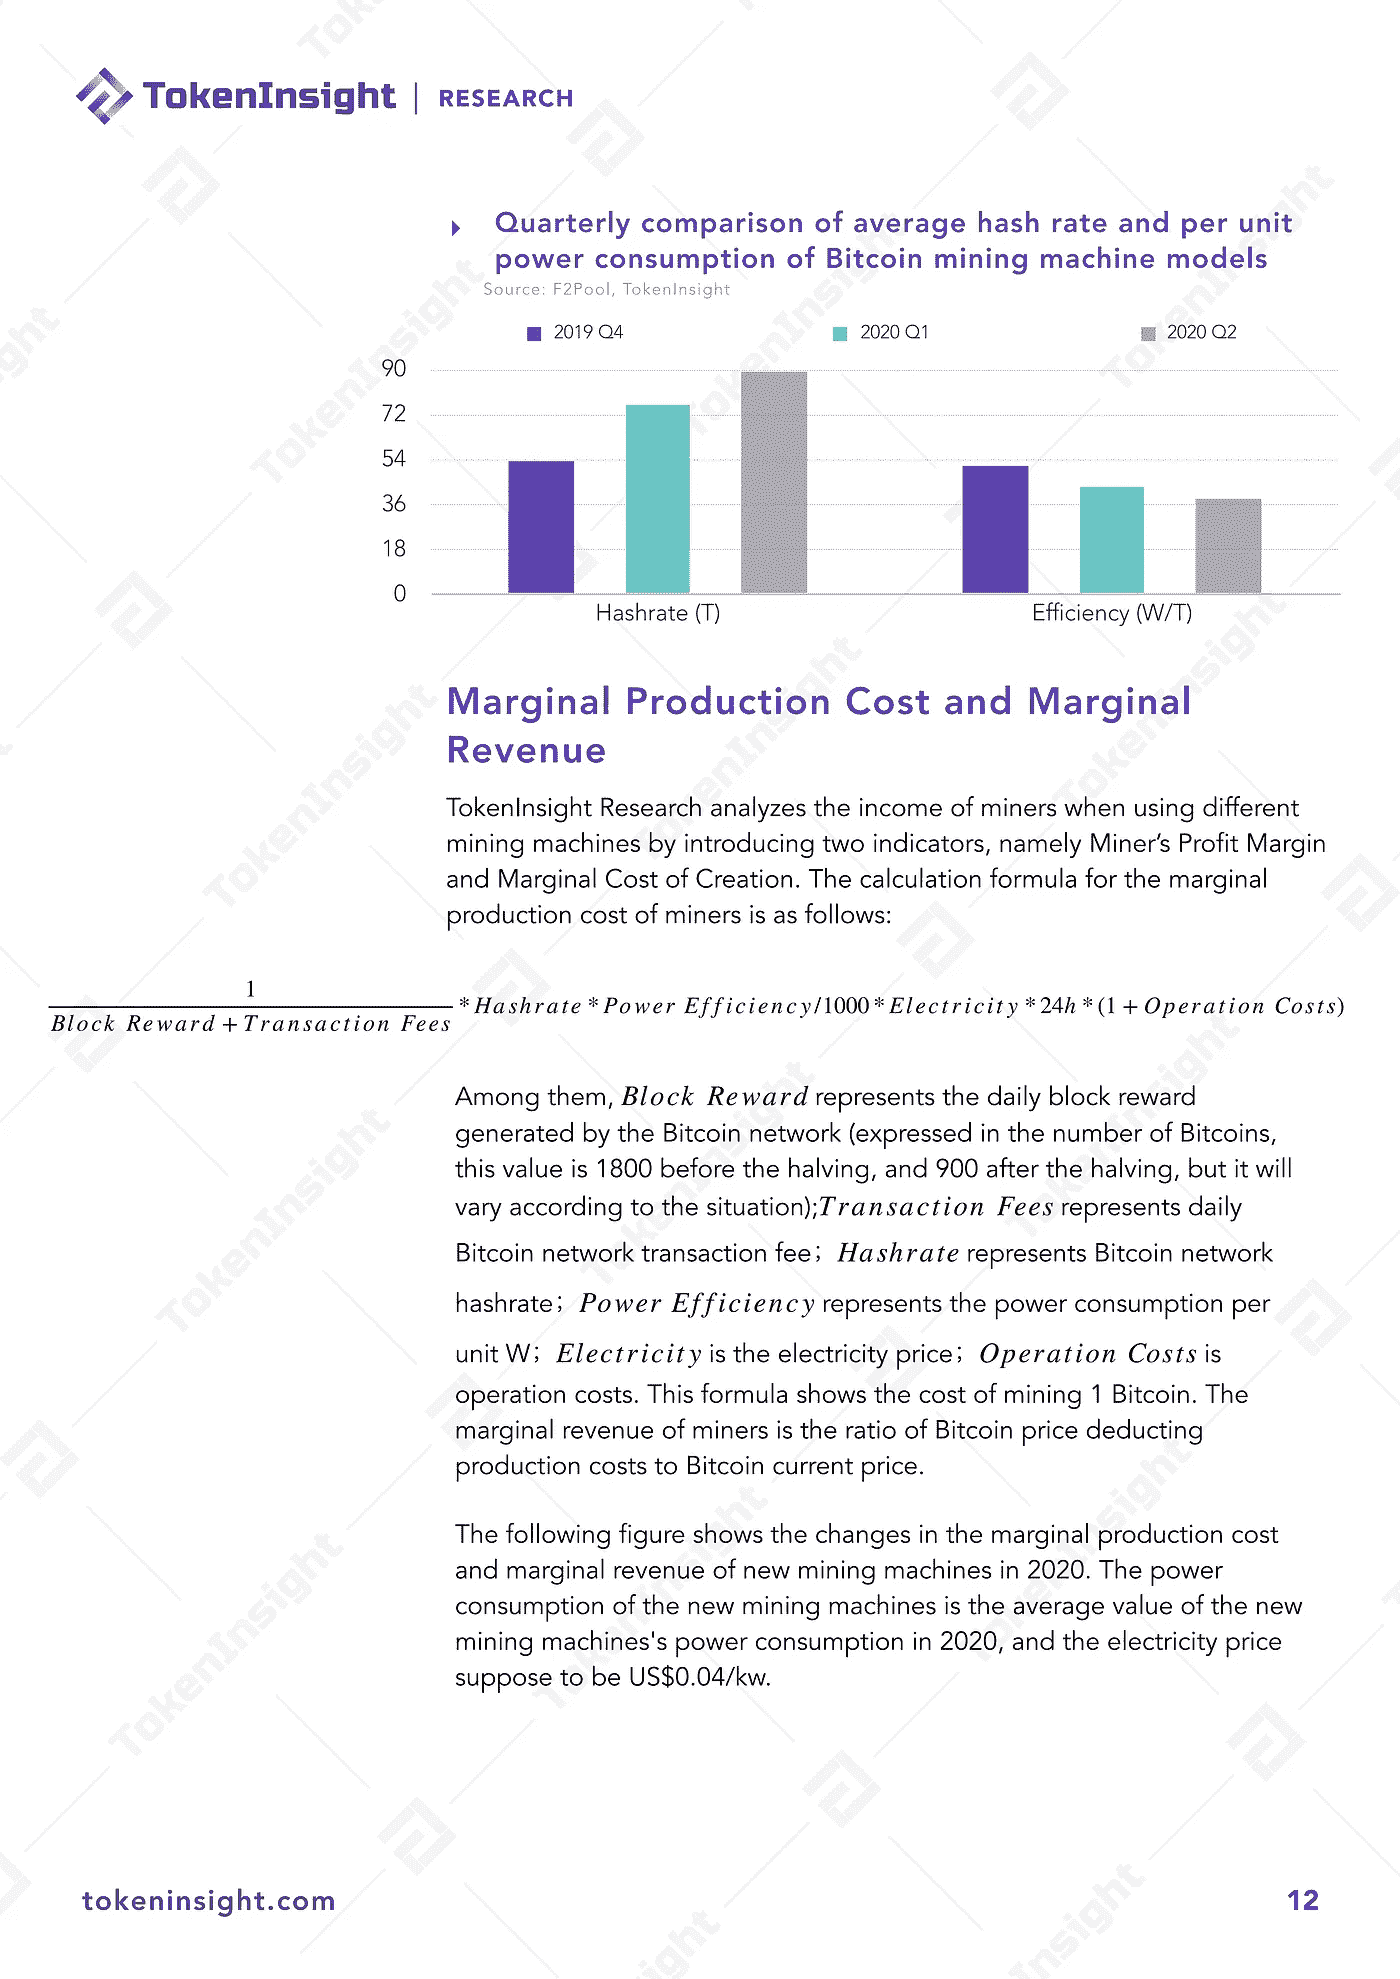 TokenInsight | RESEARCH
Quarterly comparison of average hash rate and per unit
power consumption of Bitcoin mining machine models
Source: F2Pool, TokenInsight
2019 Q4 2020 Q1 2020 Q2
90
72
54
36
18
0
Hashrate (T) Efficiency (W/T)
Marginal Production Cost and Marginal
Revenue
TokenInsight Research analyzes the income of miners when using different
mining machines by introducing two indicators, namely Miner’s Profit Margin
and Marginal Cost of Creation. The calculation formula for the marginal
production cost of miners is as follows:
1
Block Reward + Transaction Fees
* Hashrate * Power Efficiency/1000 * Electricity * 24h * (1 + Operation Costs)
Among them, Block Reward represents the daily block reward
generated by the Bitcoin network (expressed in the number of Bitcoins,
this value is 1800 before the halving, and 900 after the halving, but it will
vary according to the situation);Transaction Fees represents daily
Bitcoin network transaction fee； Hashrate represents Bitcoin network
hashrate； Power Efficiency represents the power consumption per
unit W； Electricity is the electricity price； Operation Costs is
operation costs. This formula shows the cost of mining 1 Bitcoin. The
marginal revenue of miners is the ratio of Bitcoin price deducting
production costs to Bitcoin current price.
The following figure shows the changes in the marginal production cost
and marginal revenue of new mining machines in 2020. The power
consumption of the new mining machines is the average value of the new
mining machines's power consumption in 2020, and the electricity price
suppose to be US$0.04/kw.
tokeninsight.com 12